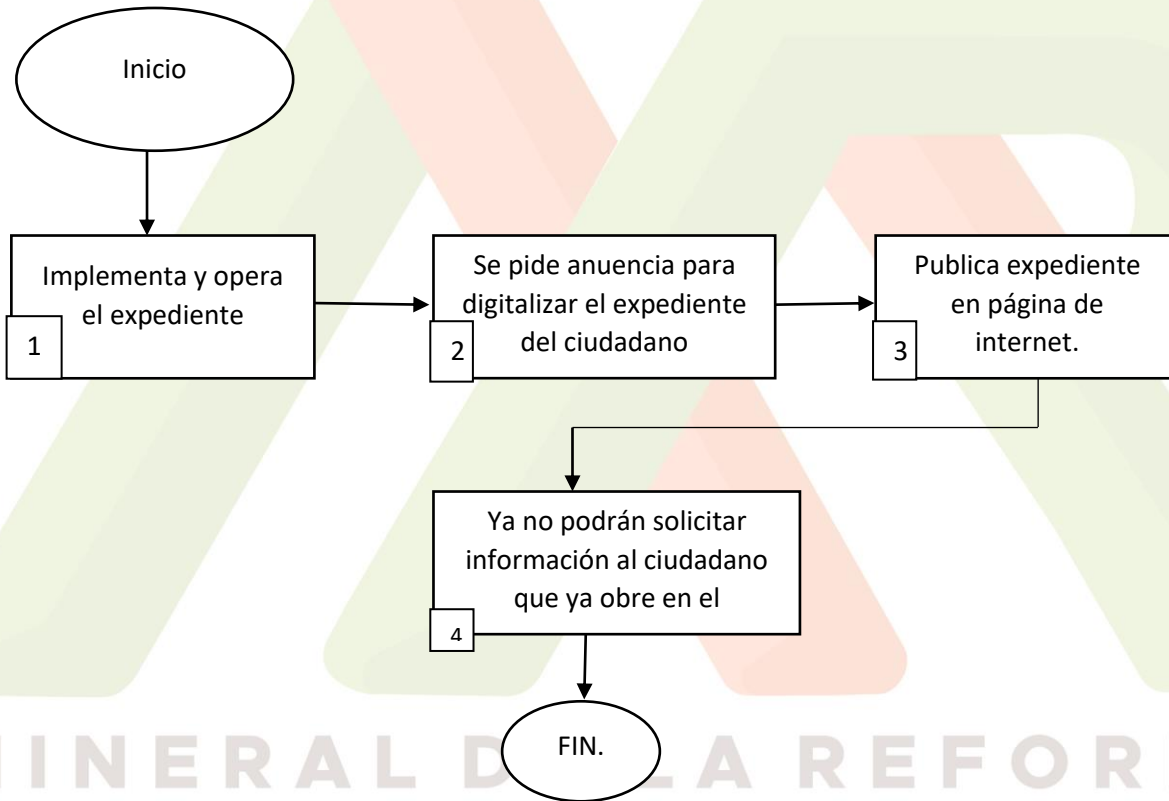 Inicio
Implementa y opera
el expediente
1
Se pide anuencia para
digitalizar el expediente
del ciudadano
2
Publica expediente
en página de
internet.
3
Ya no podrán solicitar
información al ciudadano
que ya obre en el
4
FIN.
INERAL D LA REFOR